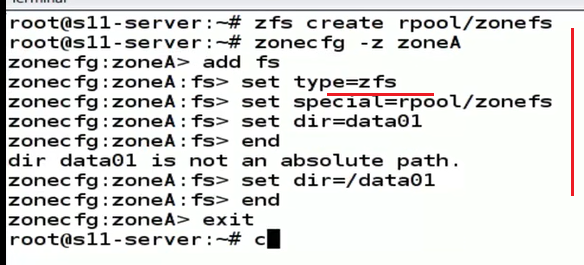 root@s11-server:~# zfs create rpool/zonefs
root@s11-server:~# zonecfg -z zoneA
zonecfg:zoneA> add fs
zonecfg:zoneA:fs> set type=zfs
zonecfg:zoneA:fs> set special=rpool/zonefs
zonecfg:zoneA:fs> set dir=data01
zonecfg:zoneA:fs> end
dir data01 is not an absolute path.
zonecfg:zoneA:fs> set dir=/data01
zonecfg:zoneA:fs> end
zonecfg:zoneA> exit
root@s11-server:~# c